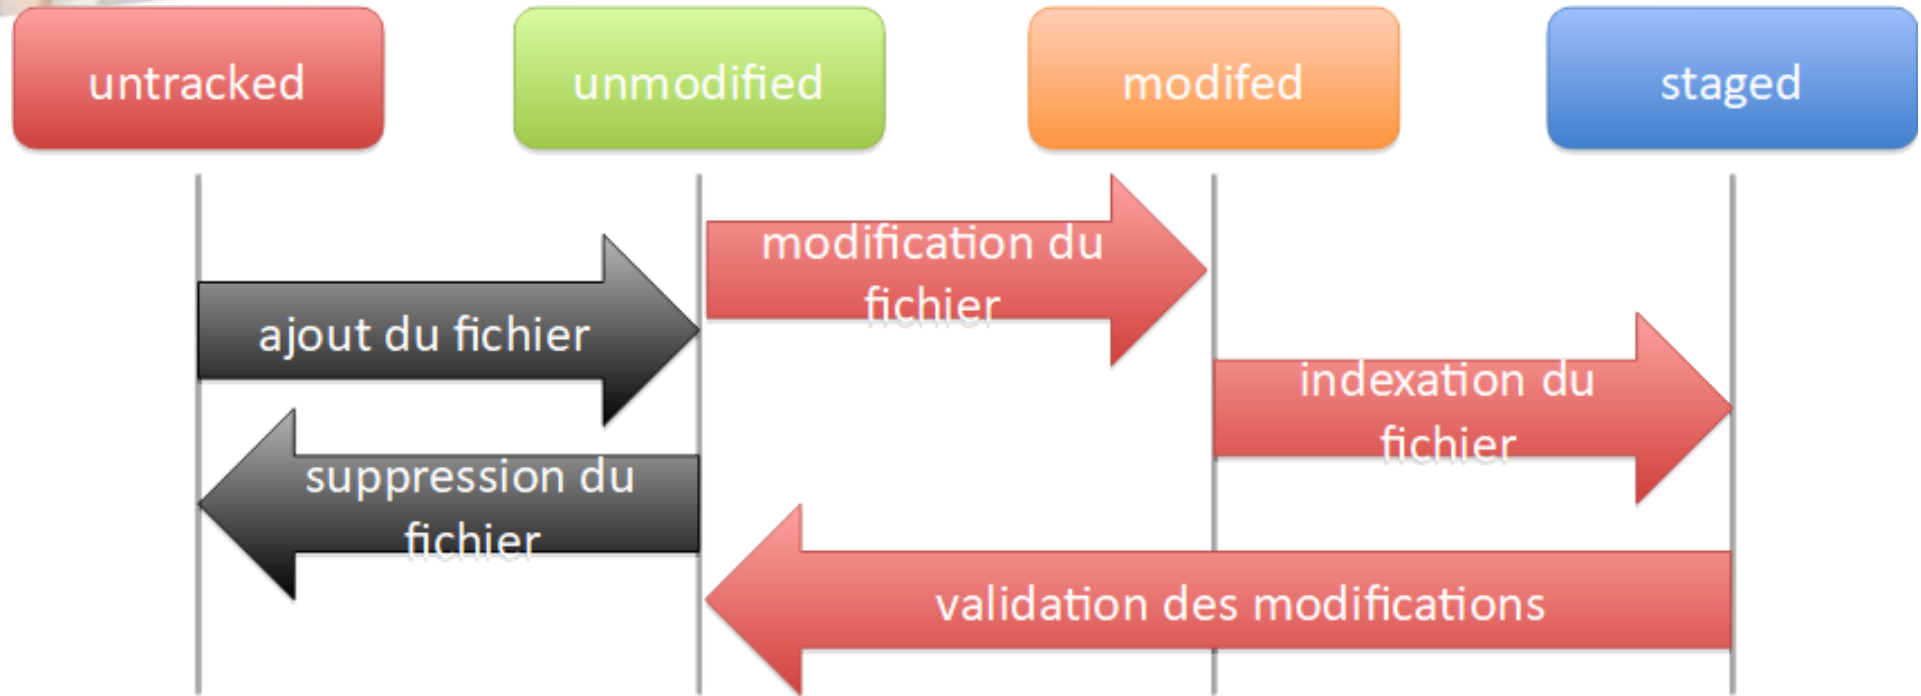 untracked
unmodified
modifed
staged
modification du
fichier
ajout du fichier
indexation du
fichier
suppression du
fichier
validation des modifications